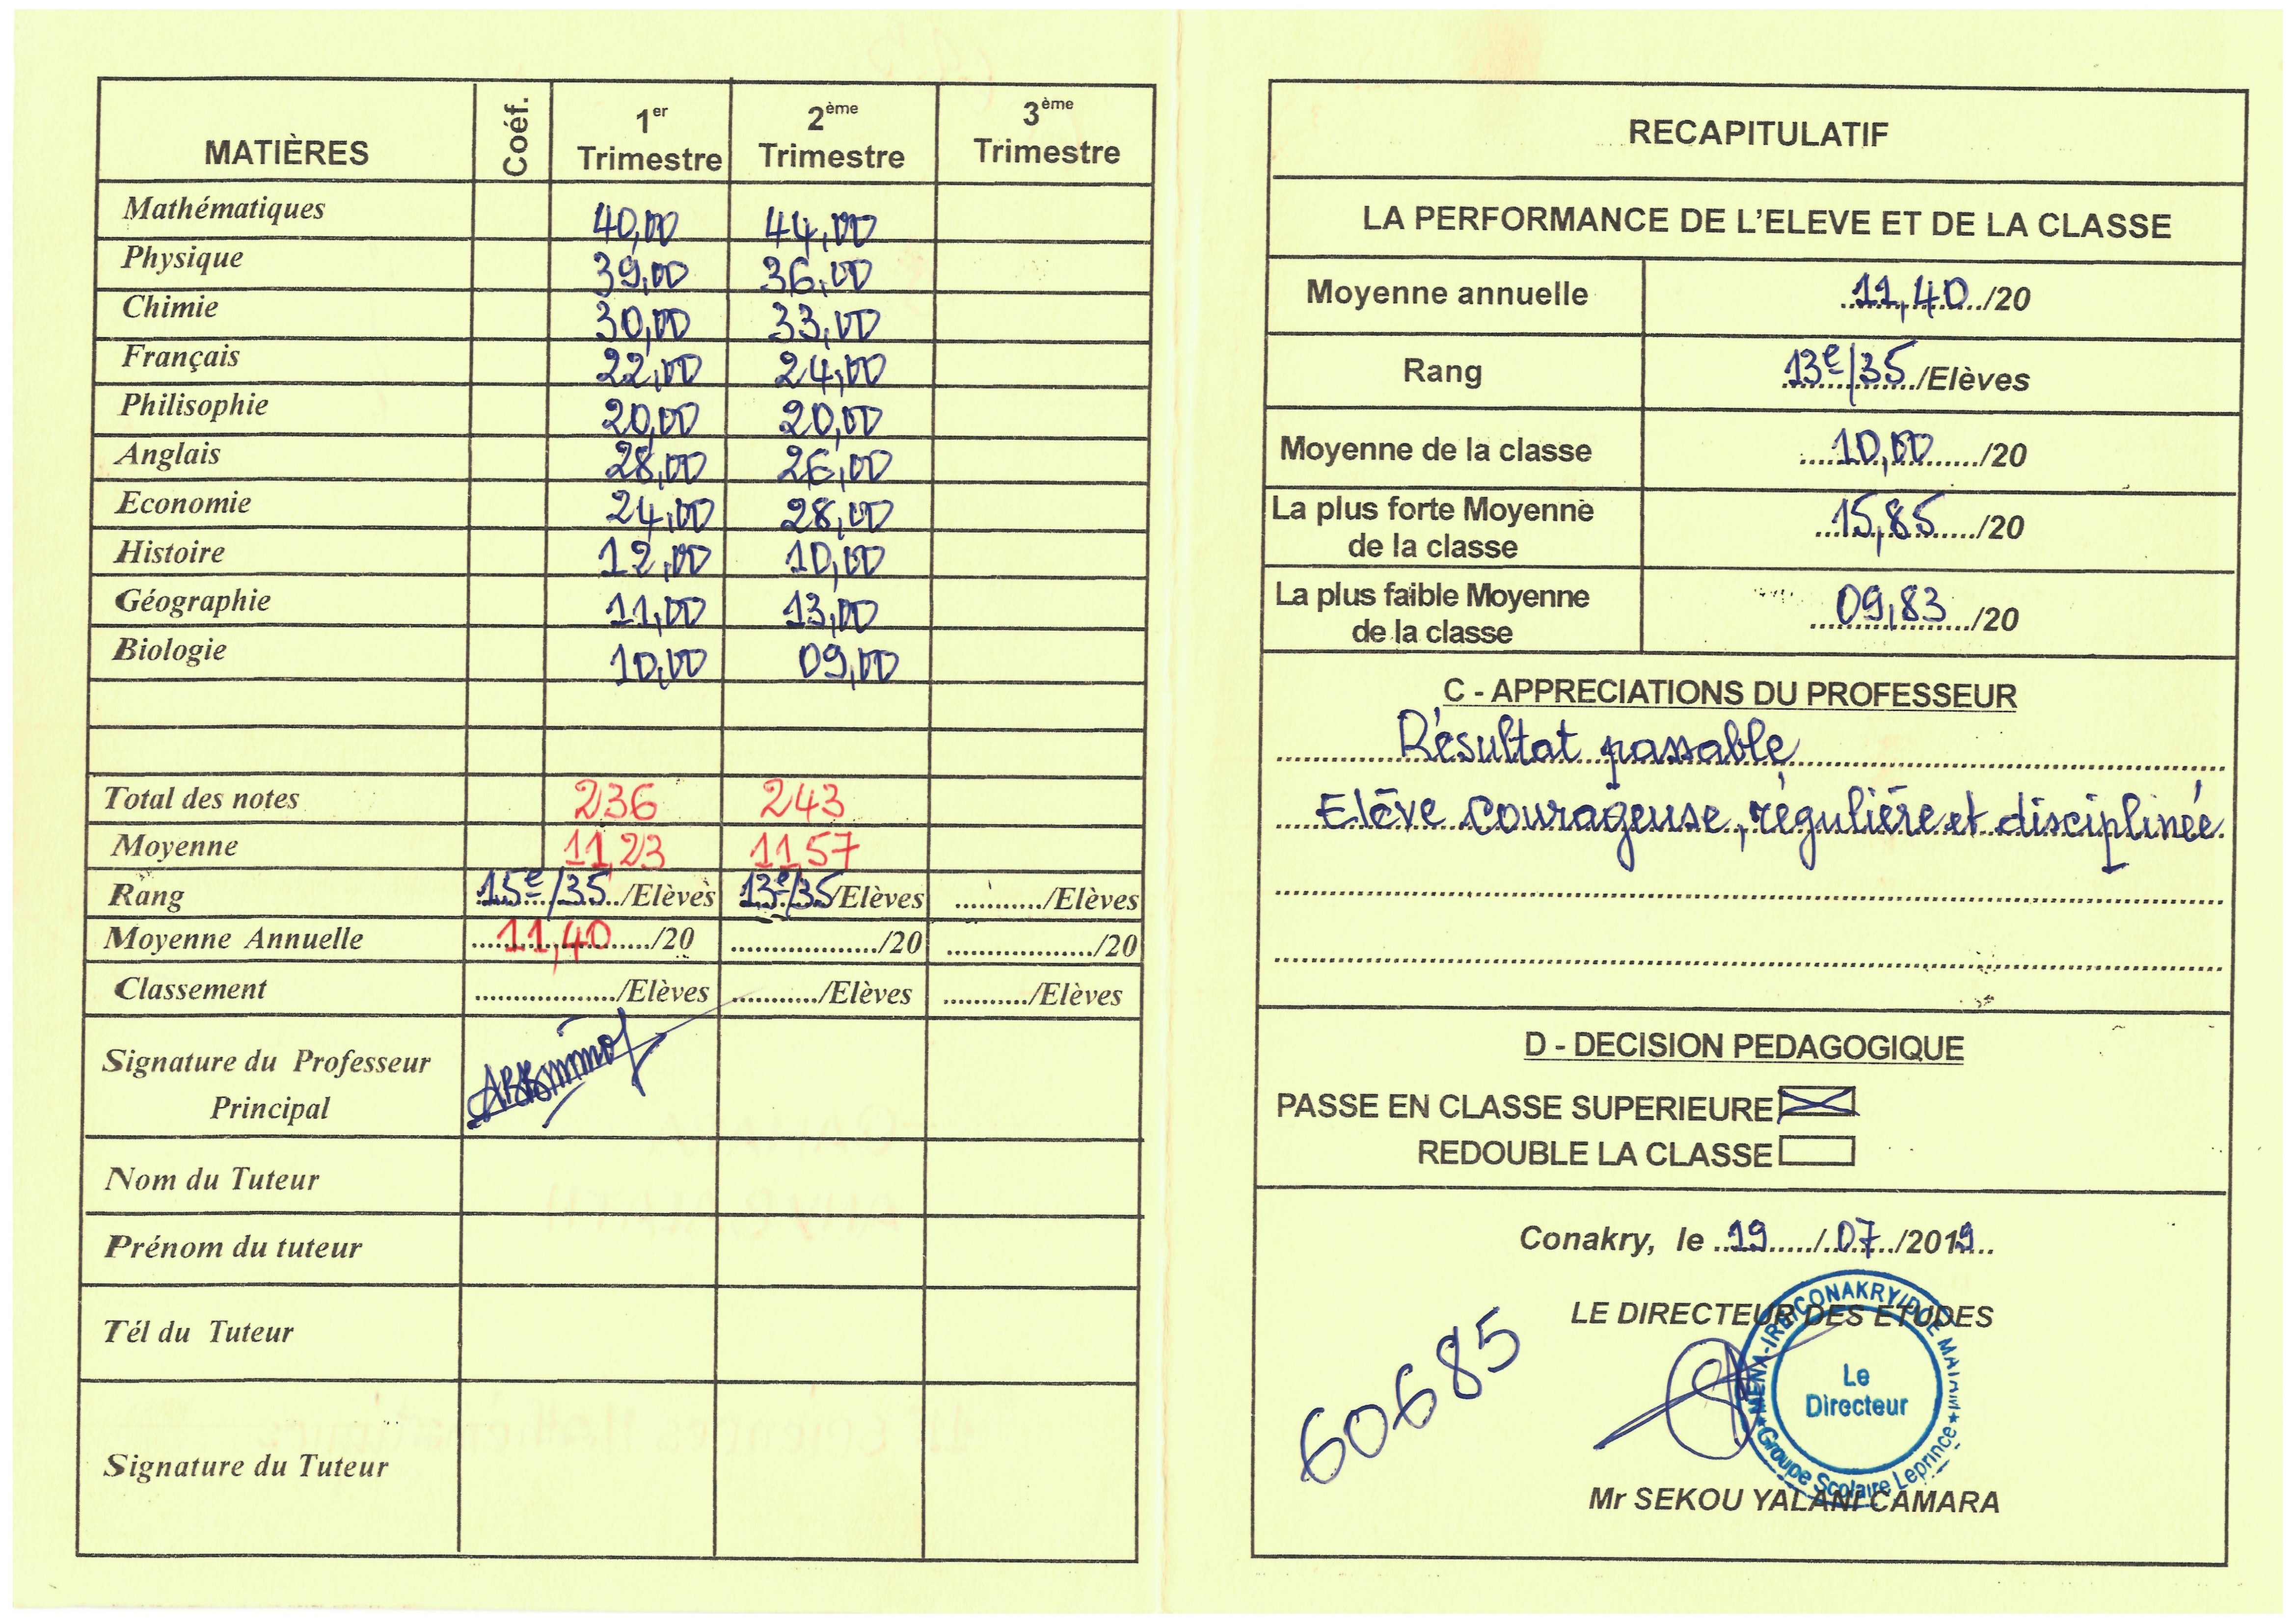 MATIÈRES Coéf. 1er Trimestre 2ème Trimestre 3ème Trimestre
Mathématiques 40,00 44,00
Physique 39,00 36,00
Chimie 30,00 33,00
Français 22,00 24,00
Philisophie 20,00 20,00
Anglais 28,00 26,00
Economie 24,00 28,00
Histoire 12,00 10,00
Géographie 11,00 13,00
Biologie 10,00 09,00
Total des notes 236 243
Moyenne 11,23 11,57
Rang 15e/35../Elèves 13e/35/Elèves .........../Elèves
Moyenne Annuelle 11,40/20 ................../20 ................../20
Classement ................../Elèves .........../Elèves .........../Elèves
Signature du Professeur
Principal
Nom du Tuteur
Prénom du tuteur
Tél du Tuteur
Signature du Tuteur
RECAPITULATIF
LA PERFORMANCE DE L'ELEVE ET DE LA CLASSE
Moyenne annuelle 11,40/20
Rang 13e/35/Elèves
Moyenne de la classe 10,00/20
La plus forte Moyenne
de la classe 15,85/20
La plus faible Moyenne
de la classe 09,83/20
C - APPRECIATIONS DU PROFESSEUR
Résultat passable
Elève courageuse, régulière et disciplinée.
D - DECISION PEDAGOGIQUE
PASSE EN CLASSE SUPERIEURE
REDOUBLE LA CLASSE
Conakry, le 19/07/2019
LE DIRECTEUR DES ETUDES
60685
MENA-IRE/CONAKRY/DCE
Le
Directeur
Groupe Scolaire Leprince
Mr SEKOU YALANI CAMARA